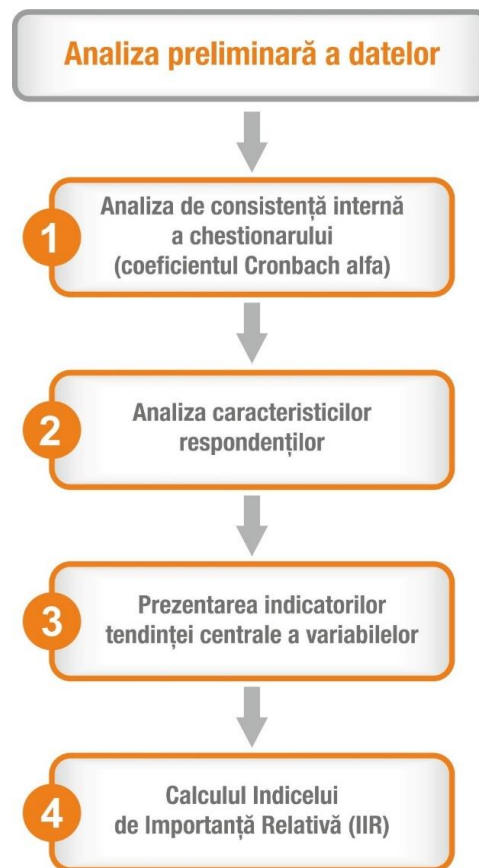 Analiza preliminară a datelor
1
Analiza de consistență internă
a chestionarului
(coeficientul Cronbach alfa)
2
Analiza caracteristicilor
respondenților
3
Prezentarea indicatorilor
tendinței centrale a variabilelor
4
Calculul Indicelui
de Importanță Relativă (IIR)